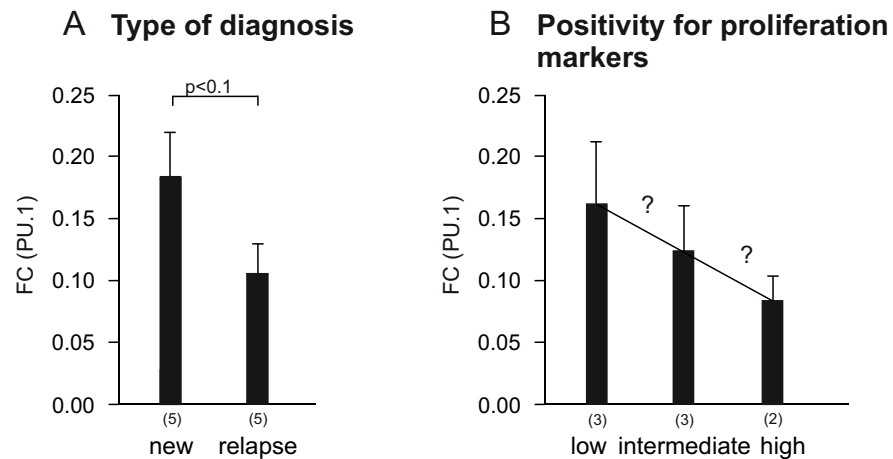 A Type of diagnosis
p<0.1
FC (PU.1)
0.25
0.20
0.15
0.10
0.05
0.00
(5) (5)
new relapse
B Positivity for proliferation
markers
FC (PU.1)
0.25
0.20
0.15
0.10
0.05
0.00
? ?
(3) (3) (2)
low intermediate high